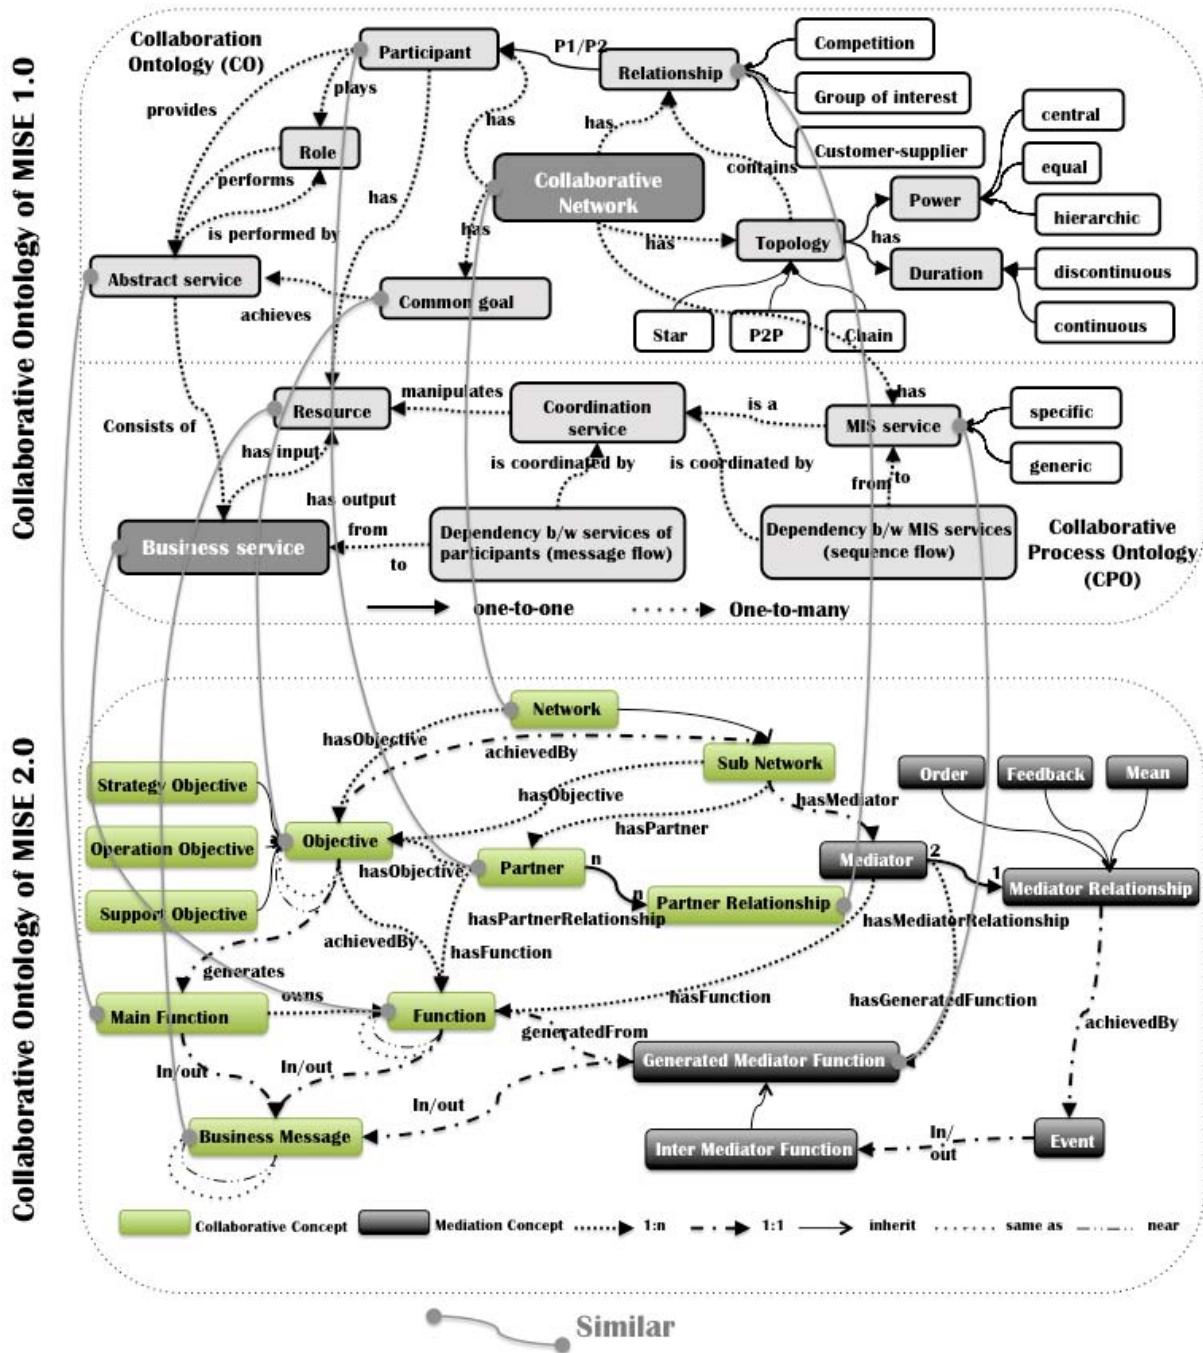 Collaborative Ontology of MISE 1.0
Collaboration
Ontology (CO)
Participant
P1/P2
Relationship
Competition
Group of interest
Customer-supplier
provides
plays
Role
performs
is performed by
has
has
has
contains
Collaborative
Network
has
has
Topology
Power
has
Duration
central
equal
hierarchic
discontinuous
continuous
Abstract service
achieves
Common goal
Star
P2P
Chain
Consists of
Resource
manipulates
Coordination
service
is a
has
MIS service
specific
generic
has input
has output
is coordinated by
is coordinated by
from
to
Business service
from
to
Dependency b/w services of
participants (message flow)
Dependency b/w MIS services
(sequence flow)
Collaborative
Process Ontology
(CPO)
one-to-one
One-to-many
Collaborative Ontology of MISE 2.0
Network
hasObjective
achievedBy
Sub Network
Order
Feedback
Mean
Strategy Objective
Operation Objective
Support Objective
Objective
hasObjective
hasMediator
hasPartner
hasObjective
Partner
n
n
Partner Relationship
Mediator
2
1
Mediator Relationship
hasPartnerRelationship
hasMediatorRelationship
achievedBy
hasFunction
generates
owns
Main Function
Function
hasFunction
hasGeneratedFunction
generatedFrom
achievedBy
Generated Mediator Function
In/out
In/out
In/out
Business Message
Inter Mediator Function
In/
out
Event
Collaborative Concept
Mediation Concept
1:n
1:1
inherit
same as
near
Similar